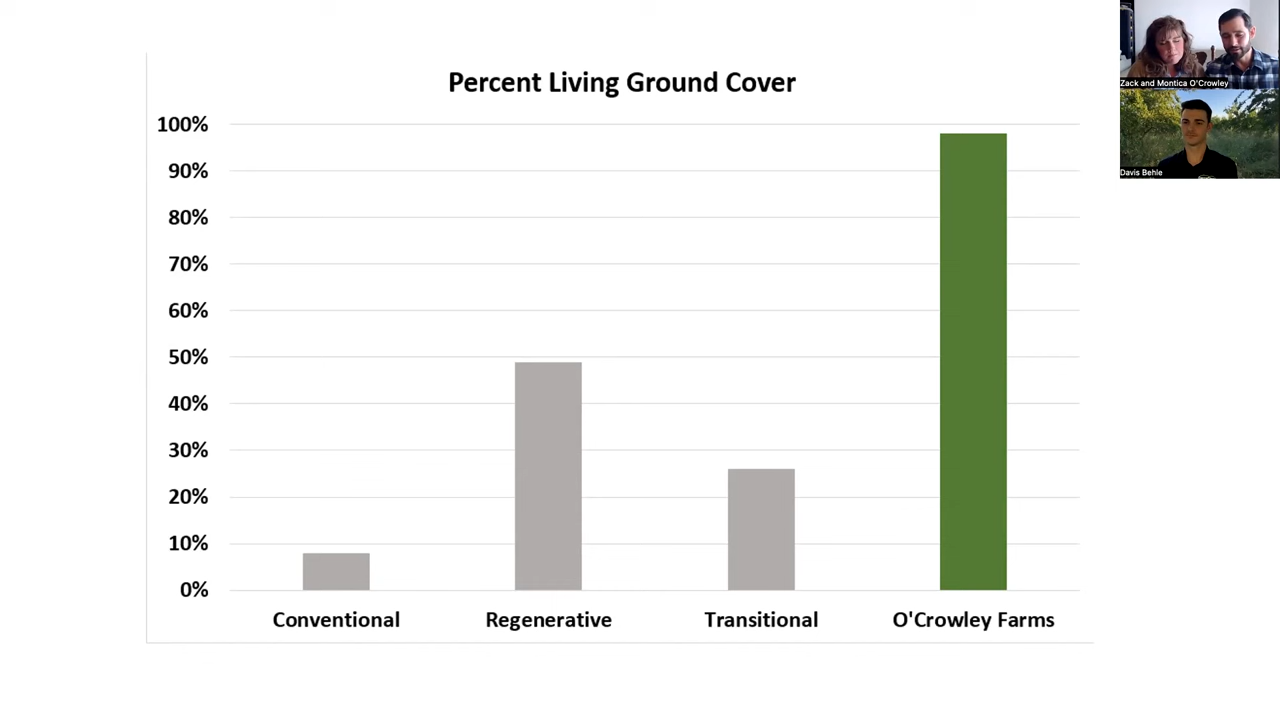 Percent Living Ground Cover
100%
90%
80%
70%
60%
50%
40%
30%
20%
10%
0%
Conventional Regenerative Transitional O'Crowley Farms
Zack and Montica O'Crowley
Davis Behle